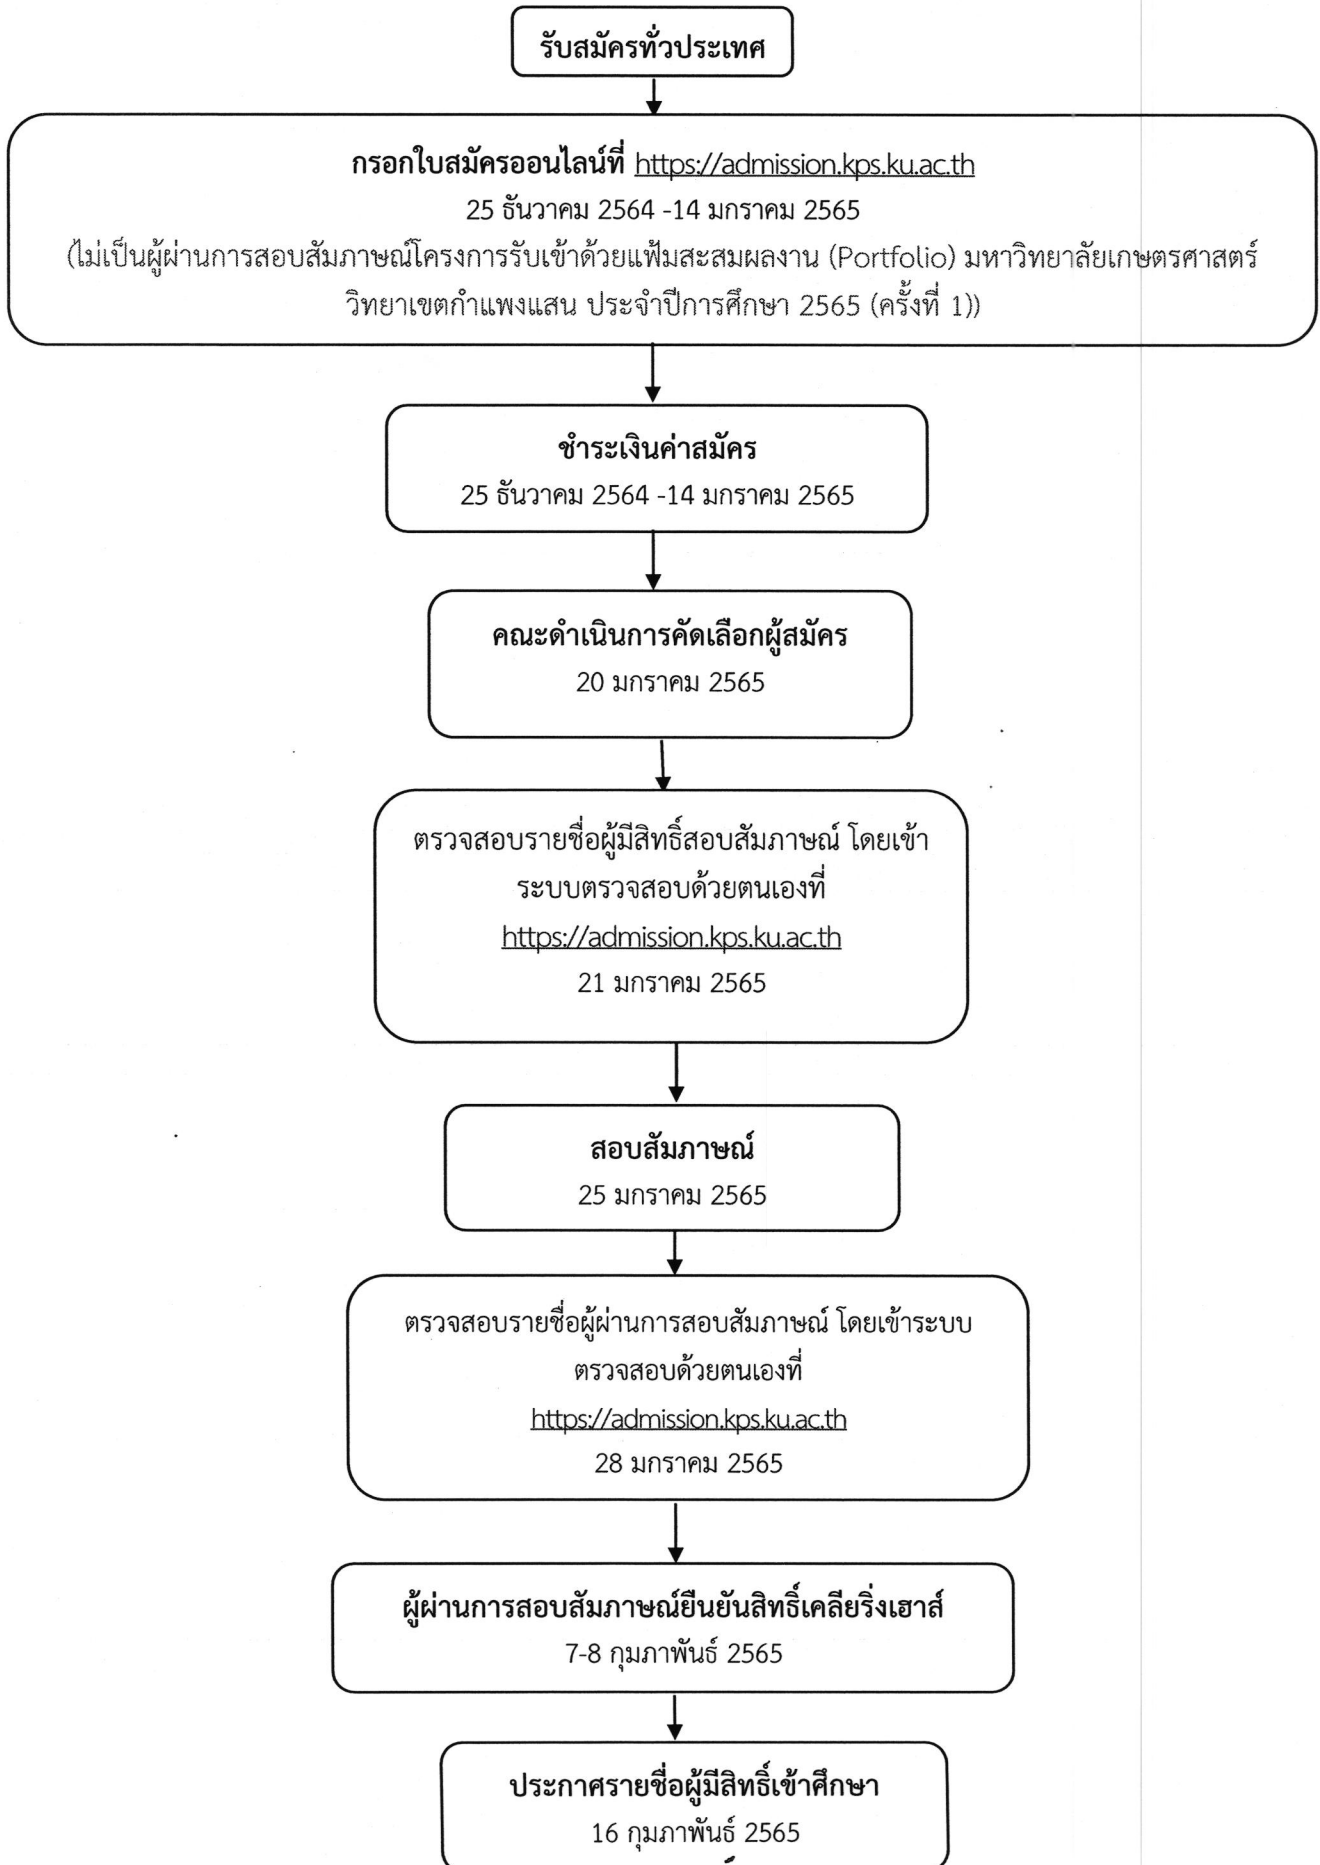 รับสมัครทั่วประเทศ
กรอกใบสมัครออนไลน์ที่ https://admission.kps.ku.ac.th
25 ธันวาคม 2564 -14 มกราคม 2565
(ไม่เป็นผู้ผ่านการสอบสัมภาษณ์โครงการรับเข้าด้วยแฟ้มสะสมผลงาน (Portfolio) มหาวิทยาลัยเกษตรศาสตร์
วิทยาเขตกำแพงแสน ประจำปีการศึกษา 2565 (ครั้งที่ 1))
ชำระเงินค่าสมัคร
25 ธันวาคม 2564 -14 มกราคม 2565
คณะดำเนินการคัดเลือกผู้สมัคร
20 มกราคม 2565
ตรวจสอบรายชื่อผู้มีสิทธิ์สอบสัมภาษณ์ โดยเข้า
ระบบตรวจสอบด้วยตนเองที่
https://admission.kps.ku.ac.th
21 มกราคม 2565
สอบสัมภาษณ์
25 มกราคม 2565
ตรวจสอบรายชื่อผู้ผ่านการสอบสัมภาษณ์ โดยเข้าระบบ
ตรวจสอบด้วยตนเองที่
https://admission.kps.ku.ac.th
28 มกราคม 2565
ผู้ผ่านการสอบสัมภาษณ์ยืนยันสิทธิ์เคลียริ่งเฮาส์
7-8 กุมภาพันธ์ 2565
ประกาศรายชื่อผู้มีสิทธิ์เข้าศึกษา
16 กุมภาพันธ์ 2565